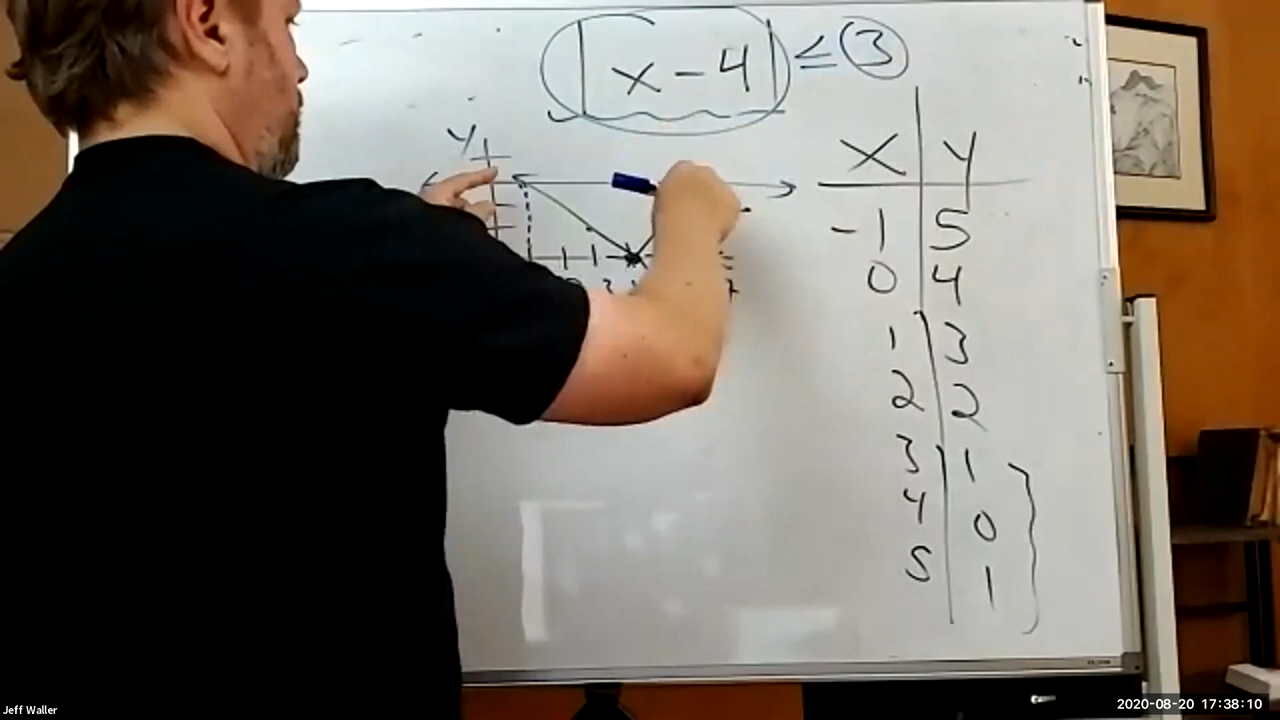 |x-4| ≤ 3
y
x y
-1 5
0 4
1 3
2 2
3 1
4 0
5 1
Jeff Waller
2020-08-20 17:38:10